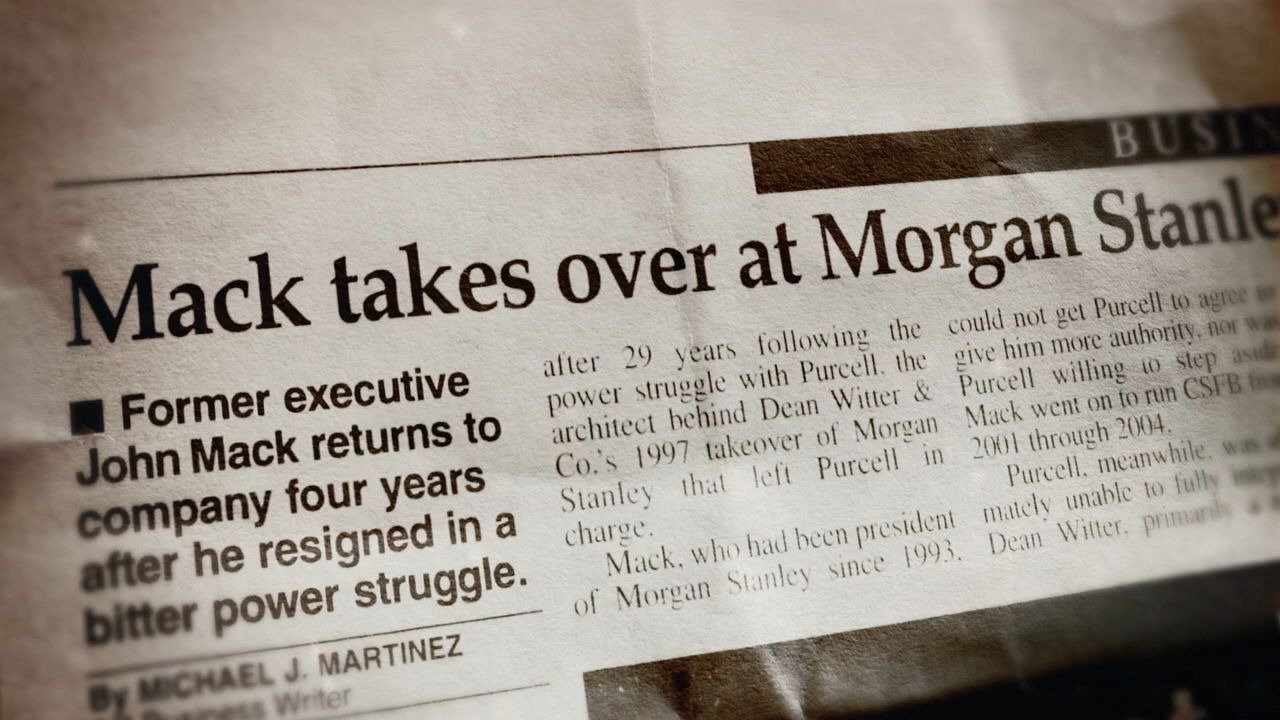 BUSIN
Mack takes over at Morgan Stanle
■ Former executive
John Mack returns to
company four years
after he resigned in a
bitter power struggle.
By MICHAEL J. MARTINEZ
Business Writer
after 29 years following the
power struggle with Purcell, the
architect behind Dean Witter &
Co.'s 1997 takeover of Morgan
Stanley that left Purcell in
charge.
Mack, who had been president
of Morgan Stanley since 1993,
could not get Purcell to agree
give him more authority, nor was
Purcell willing to step aside
Mack went on to run CSFB from
2001 through 2004.
Purcell, meanwhile, was
mately unable to fully
Dean Witter, primarily a